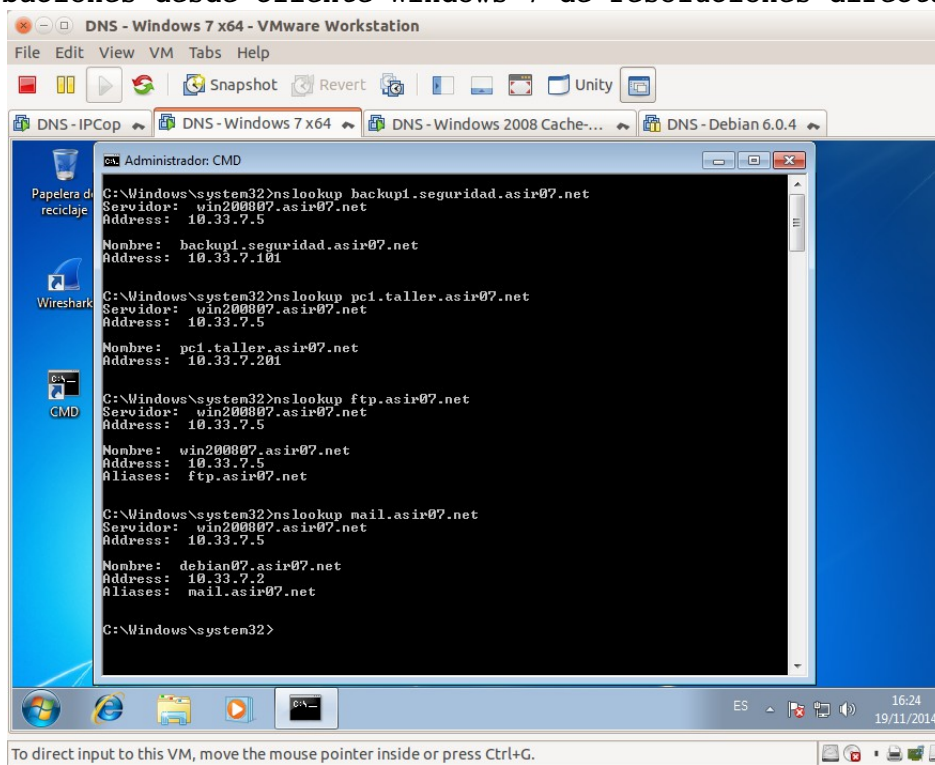 desde cliente Windows 7 de resoluciones
DNS - Windows 7 x64 - VMware Workstation
File Edit View VM Tabs Help
Snapshot Revert Unity
DNS - IPCop DNS - Windows 7 x64 DNS - Windows 2008 Cache-... DNS - Debian 6.0.4
Papelera de
reciclaje
Wireshark
CMD
Administrador: CMD
C:\Windows\system32>nslookup backup1.seguridad.asir07.net
Servidor: win200807.asir07.net
Address: 10.33.7.5
Nombre: backup1.seguridad.asir07.net
Address: 10.33.7.101
C:\Windows\system32>nslookup pc1.taller.asir07.net
Servidor: win200807.asir07.net
Address: 10.33.7.5
Nombre: pc1.taller.asir07.net
Address: 10.33.7.201
C:\Windows\system32>nslookup ftp.asir07.net
Servidor: win200807.asir07.net
Address: 10.33.7.5
Nombre: win200807.asir07.net
Address: 10.33.7.5
Aliases: ftp.asir07.net
C:\Windows\system32>nslookup mail.asir07.net
Servidor: win200807.asir07.net
Address: 10.33.7.5
Nombre: debian07.asir07.net
Address: 10.33.7.2
Aliases: mail.asir07.net
C:\Windows\system32>
ES
16:24
19/11/2014
To direct input to this VM, move the mouse pointer inside or press Ctrl+G.